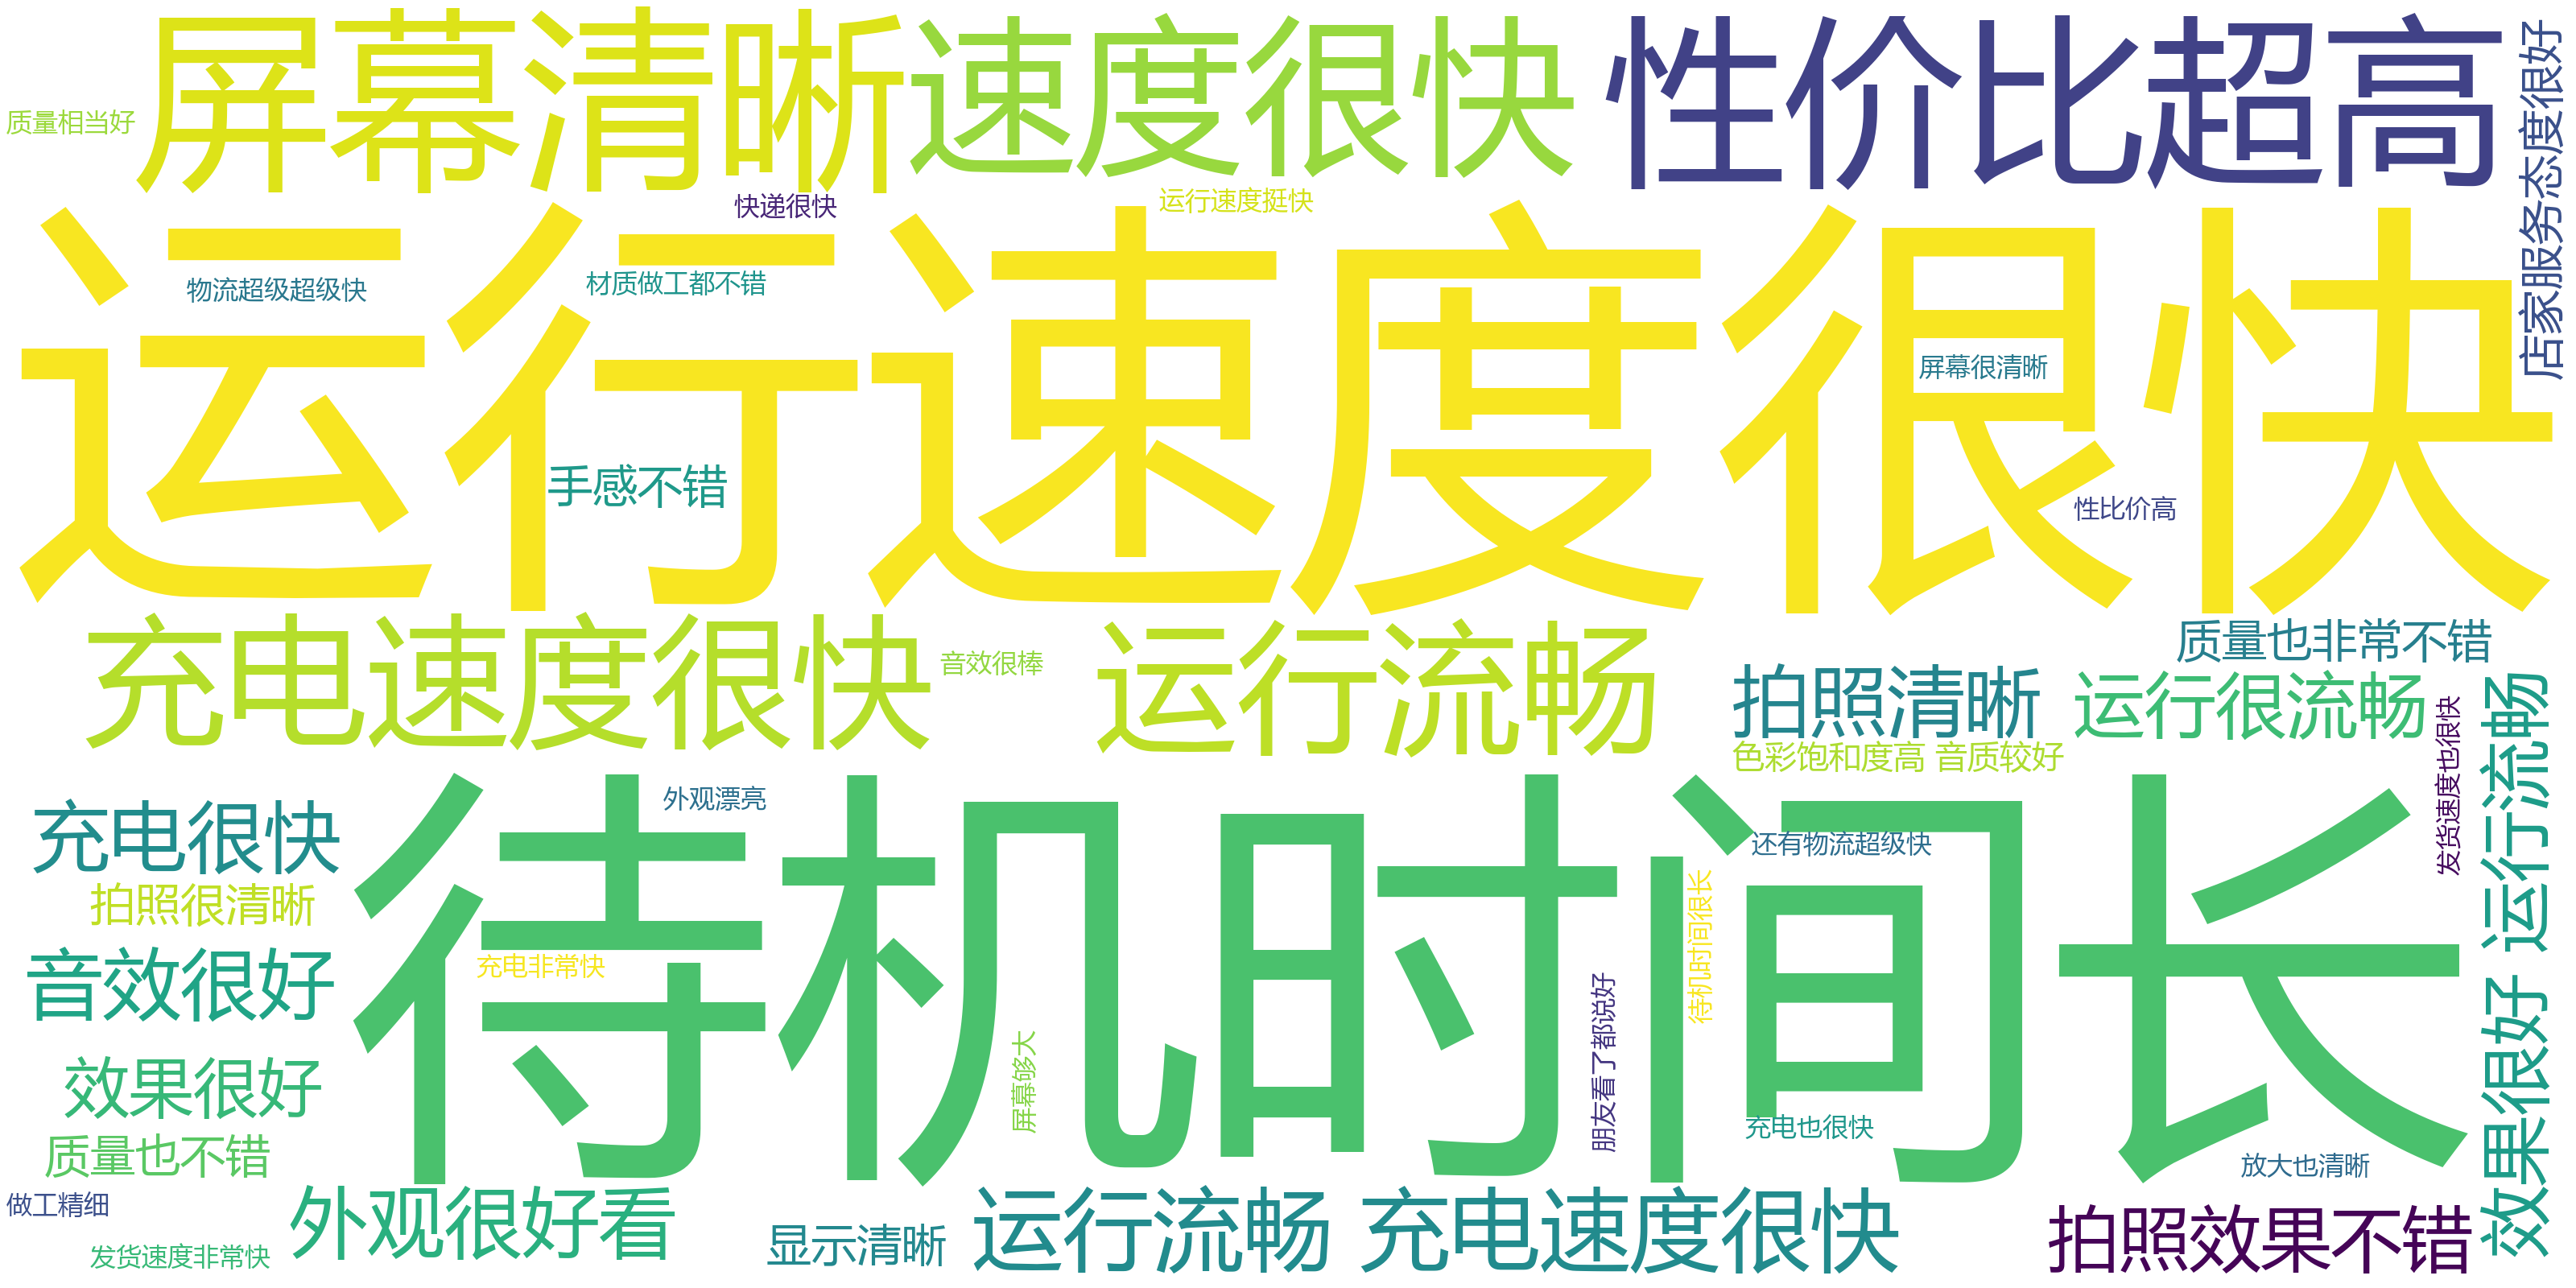 屏幕清晰
速度很快
性价比超高
店家服务态度很好
质量相当好
快递很快
运行速度挺快
运行速度很快
物流超级超级快
材质做工都不错
屏幕很清晰
手感不错
性比价高
充电速度很快
音效很棒
运行流畅
质量也非常不错
拍照清晰
运行很流畅
色彩饱和度高 音质较好
发货速度也很快
效果很好 运行流畅
待机时间长
外观漂亮
充电很快
还有物流超级快
拍照很清晰
待机时间很长
音效很好
充电非常快
朋友看了都说好
屏幕够大
效果很好
充电也很快
质量也不错
放大也清晰
做工精细
外观很好看
发货速度非常快
显示清晰
运行流畅 充电速度很快
拍照效果不错